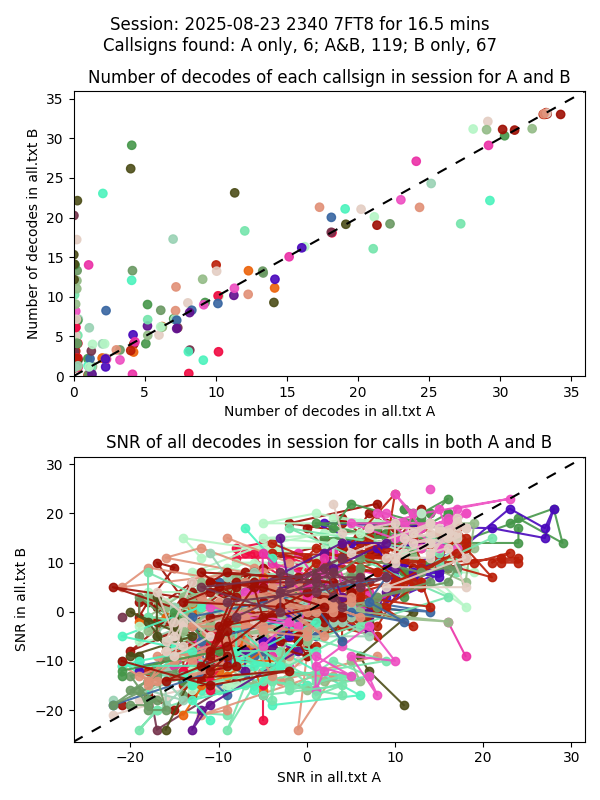 Session: 2025-08-23 2340 7FT8 for 16.5 mins
Callsigns found: A only, 6; A&B, 119; B only, 67
Number of decodes of each callsign in session for A and B
35
30
25
20
15
10
5
0
Number of decodes in all.txt B
0 5 10 15 20 25 30 35
Number of decodes in all.txt A
SNR of all decodes in session for calls in both A and B
30
20
10
0
−10
−20
SNR in all.txt B
−20 −10 0 10 20 30
SNR in all.txt A